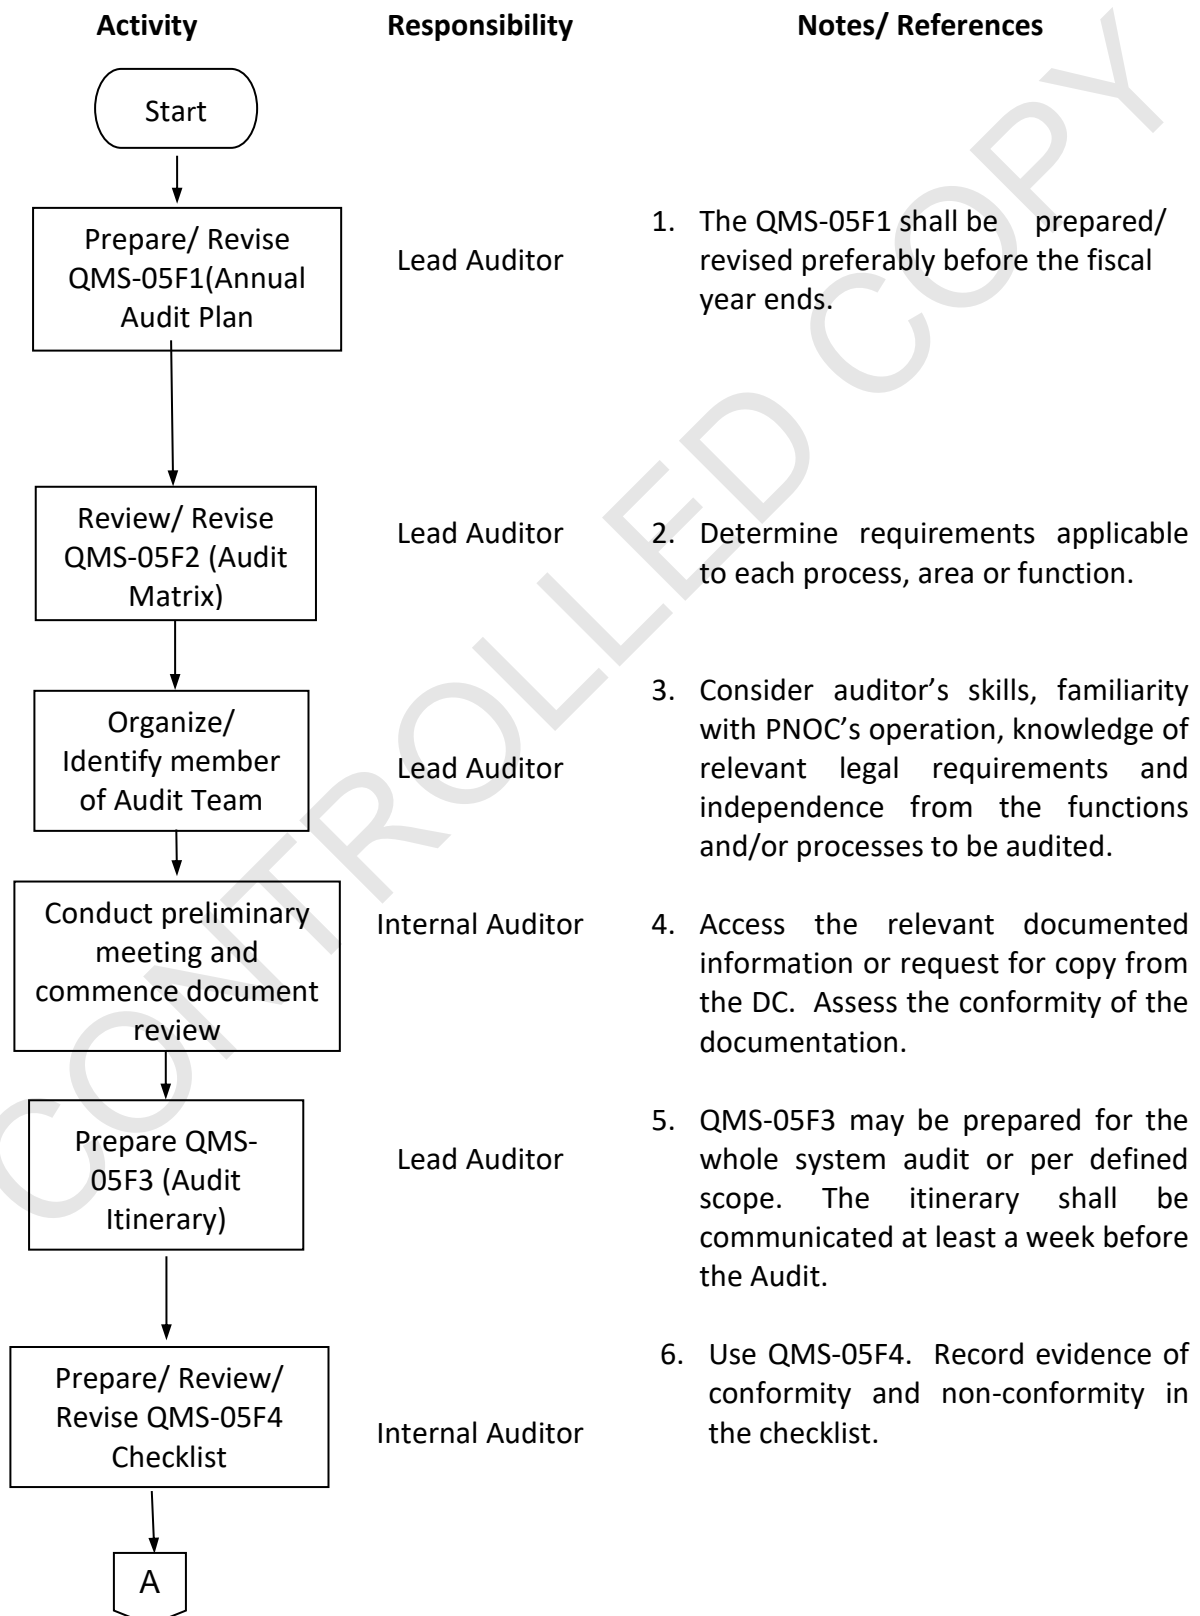 Activity Responsibility Notes/ References
Start
Prepare/ Revise
QMS-05F1(Annual
Audit Plan
Lead Auditor
1. The QMS-05F1 shall be prepared/
revised preferably before the fiscal
year ends.
Review/ Revise
QMS-05F2 (Audit
Matrix)
Lead Auditor
2. Determine requirements applicable
to each process, area or function.
Organize/
Identify member
of Audit Team
Lead Auditor
3. Consider auditor’s skills, familiarity
with PNOC’s operation, knowledge of
relevant legal requirements and
independence from the functions
and/or processes to be audited.
Conduct preliminary
meeting and
commence document
review
Internal Auditor
4. Access the relevant documented
information or request for copy from
the DC. Assess the conformity of the
documentation.
Prepare QMS-
05F3 (Audit
Itinerary)
Lead Auditor
5. QMS-05F3 may be prepared for the
whole system audit or per defined
scope. The itinerary shall be
communicated at least a week before
the Audit.
Prepare/ Review/
Revise QMS-05F4
Checklist
Internal Auditor
6. Use QMS-05F4. Record evidence of
conformity and non-conformity in
the checklist.
A
CONTROLLED COPY